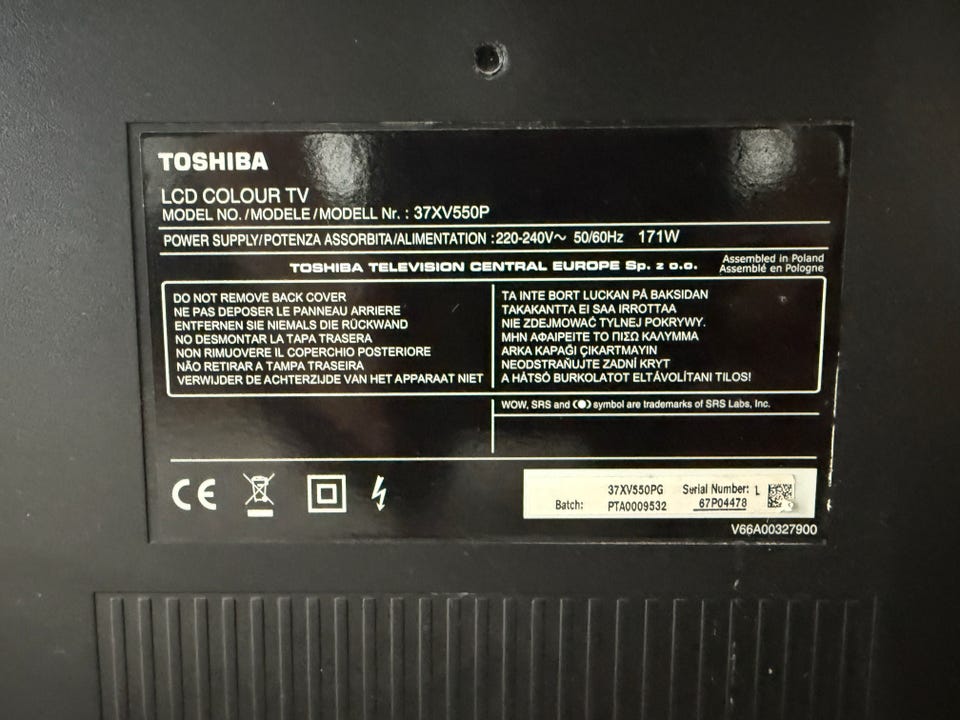 TOSHIBA
LCD COLOUR TV
MODEL NO. / MODELE / MODELL Nr. : 37XV550P
POWER SUPPLY/POTENZA ASSORBITA/ALIMENTATION : 220-240V~ 50/60Hz 171W
TOSHIBA TELEVISION CENTRAL EUROPE Sp. z o.o.
Assembled in Poland
Assemblé en Pologne
DO NOT REMOVE BACK COVER
NE PAS DEPOSER LE PANNEAU ARRIERE
ENTFERNEN SIE NIEMALS DIE RÜCKWAND
NO DESMONTAR LA TAPA TRASERA
NON RIMUOVERE IL COPERCHIO POSTERIORE
NÃO RETIRAR A TAMPA TRASEIRA
VERWIJDER DE ACHTERZIJDE VAN HET APPARAAT NIET
TA INTE BORT LUCKAN PÅ BAKSIDAN
TAKAKANTTA EI SAA IRROTTAA
NIE ZDEJMOWAĆ TYLNEJ POKRYWY.
ΜΗΝ ΑΦΑΙΡΕΙΤΕ ΤΟ ΠΙΣΩ ΚΑΛΥΜΜΑ
ARKA KAPAĞI ÇIKARTMAYIN
NEODSTRAŇUJTE ZADNÍ KRYT
A HÁTSÓ BURKOLATOT ELTÁVOLÍTANI TILOS!
WOW, SRS and (●) symbol are trademarks of SRS Labs, Inc.
CE
37XV550PG Serial Number: L
Batch: PTA0009532 67P04478
V66A00327900